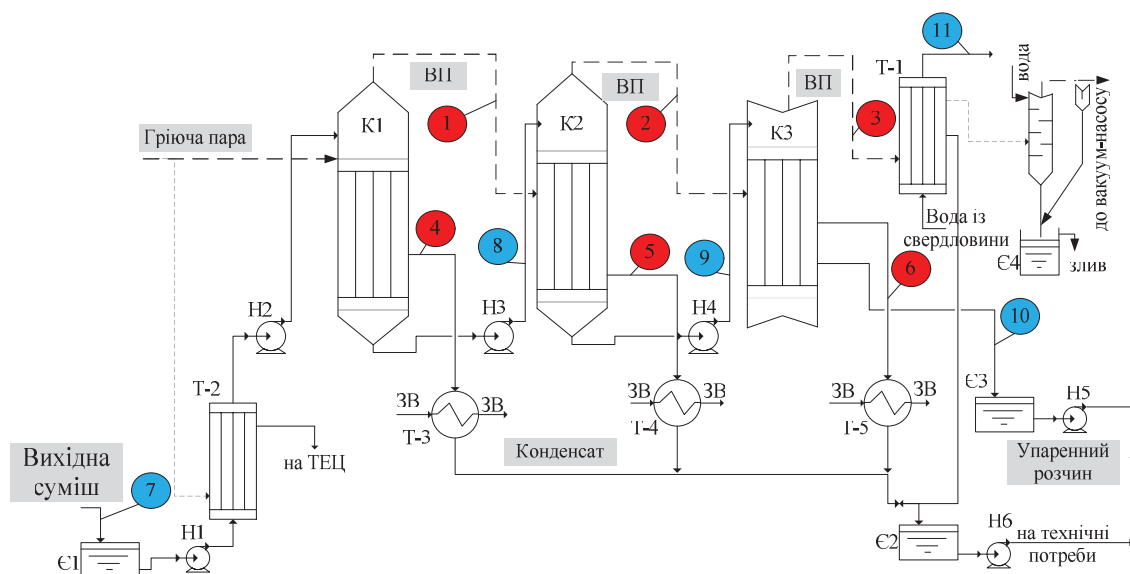 11
ВП
Т-1
вода
ВП
ВП
К1
1
К2
2
К3
3
до вакуум-насосу
Гріюча пара
Вода із
свердловини
4
8
5
9
6
Є4
злив
Н2
Н3
Н4
10
Т-2
ЗВ
ЗВ
ЗВ
ЗВ
ЗВ
ЗВ
Є3
Н5
Т-3
Т-4
Т-5
на ТЕЦ
Конденсат
Упаренний
розчин
Вихідна
суміш
7
Н1
Є1
Є2
Н6
на технічні
потреби